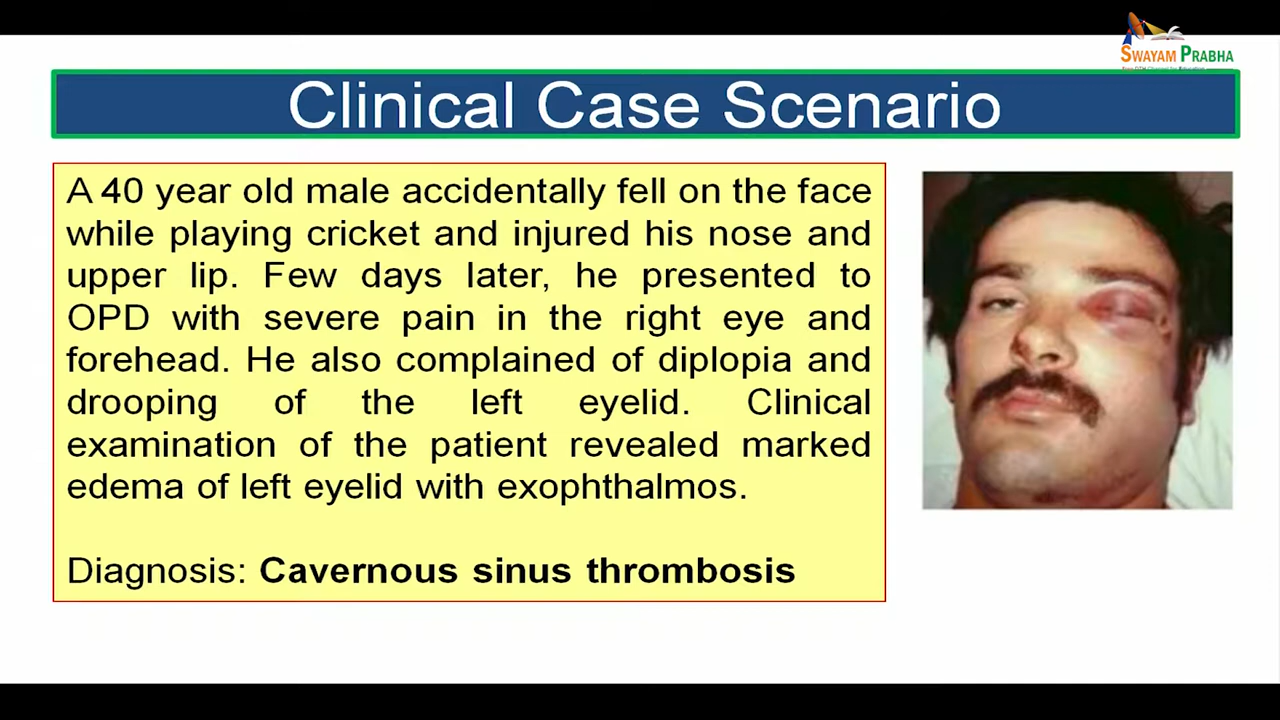 SWAYAM PRABHA
Clinical Case Scenario
A 40 year old male accidentally fell on the face
while playing cricket and injured his nose and
upper lip. Few days later, he presented to
OPD with severe pain in the right eye and
forehead. He also complained of diplopia and
drooping of the left eyelid. Clinical
examination of the patient revealed marked
edema of left eyelid with exophthalmos.
Diagnosis: Cavernous sinus thrombosis